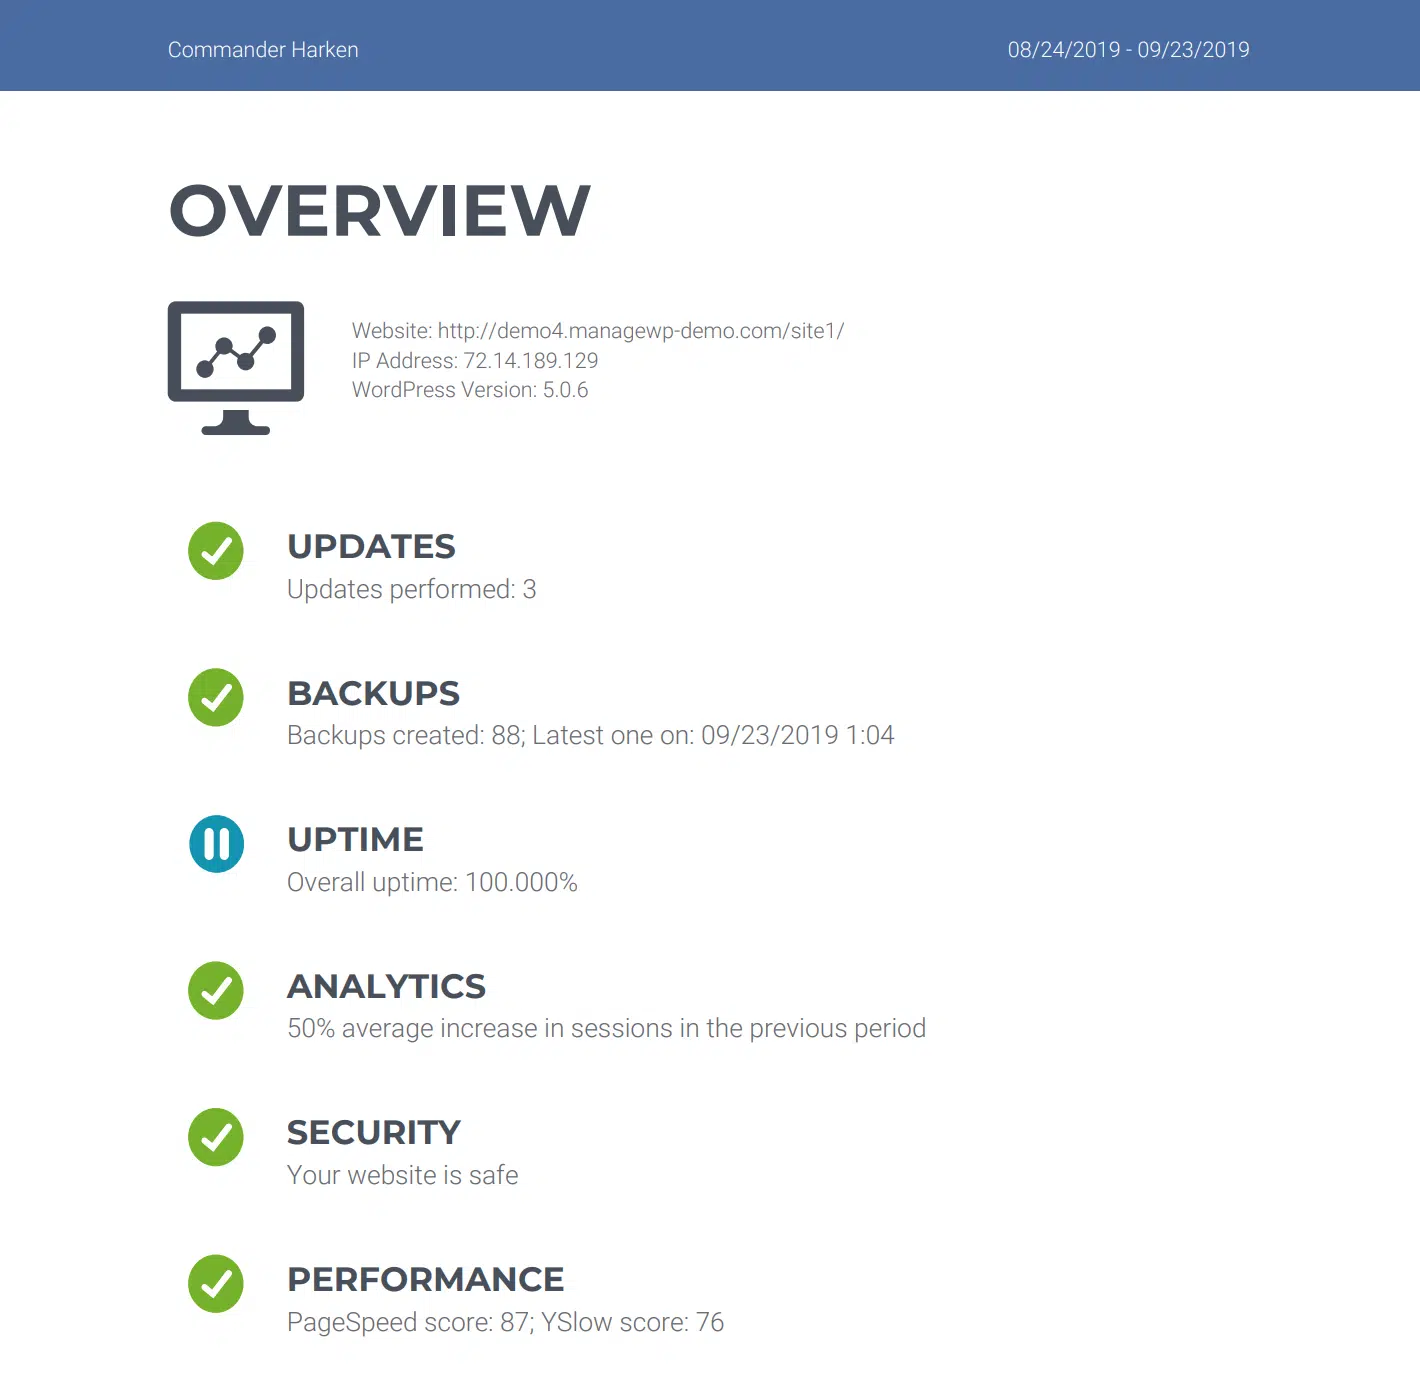 Commander Harken
08/24/2019 - 09/23/2019
OVERVIEW
Website: http://demo4.managewp-demo.com/site1/
IP Address: 72.14.189.129
WordPress Version: 5.0.6
UPDATES
Updates performed: 3
BACKUPS
Backups created: 88; Latest one on: 09/23/2019 1:04
UPTIME
Overall uptime: 100.000%
ANALYTICS
50% average increase in sessions in the previous period
SECURITY
Your website is safe
PERFORMANCE
PageSpeed score: 87; YSlow score: 76